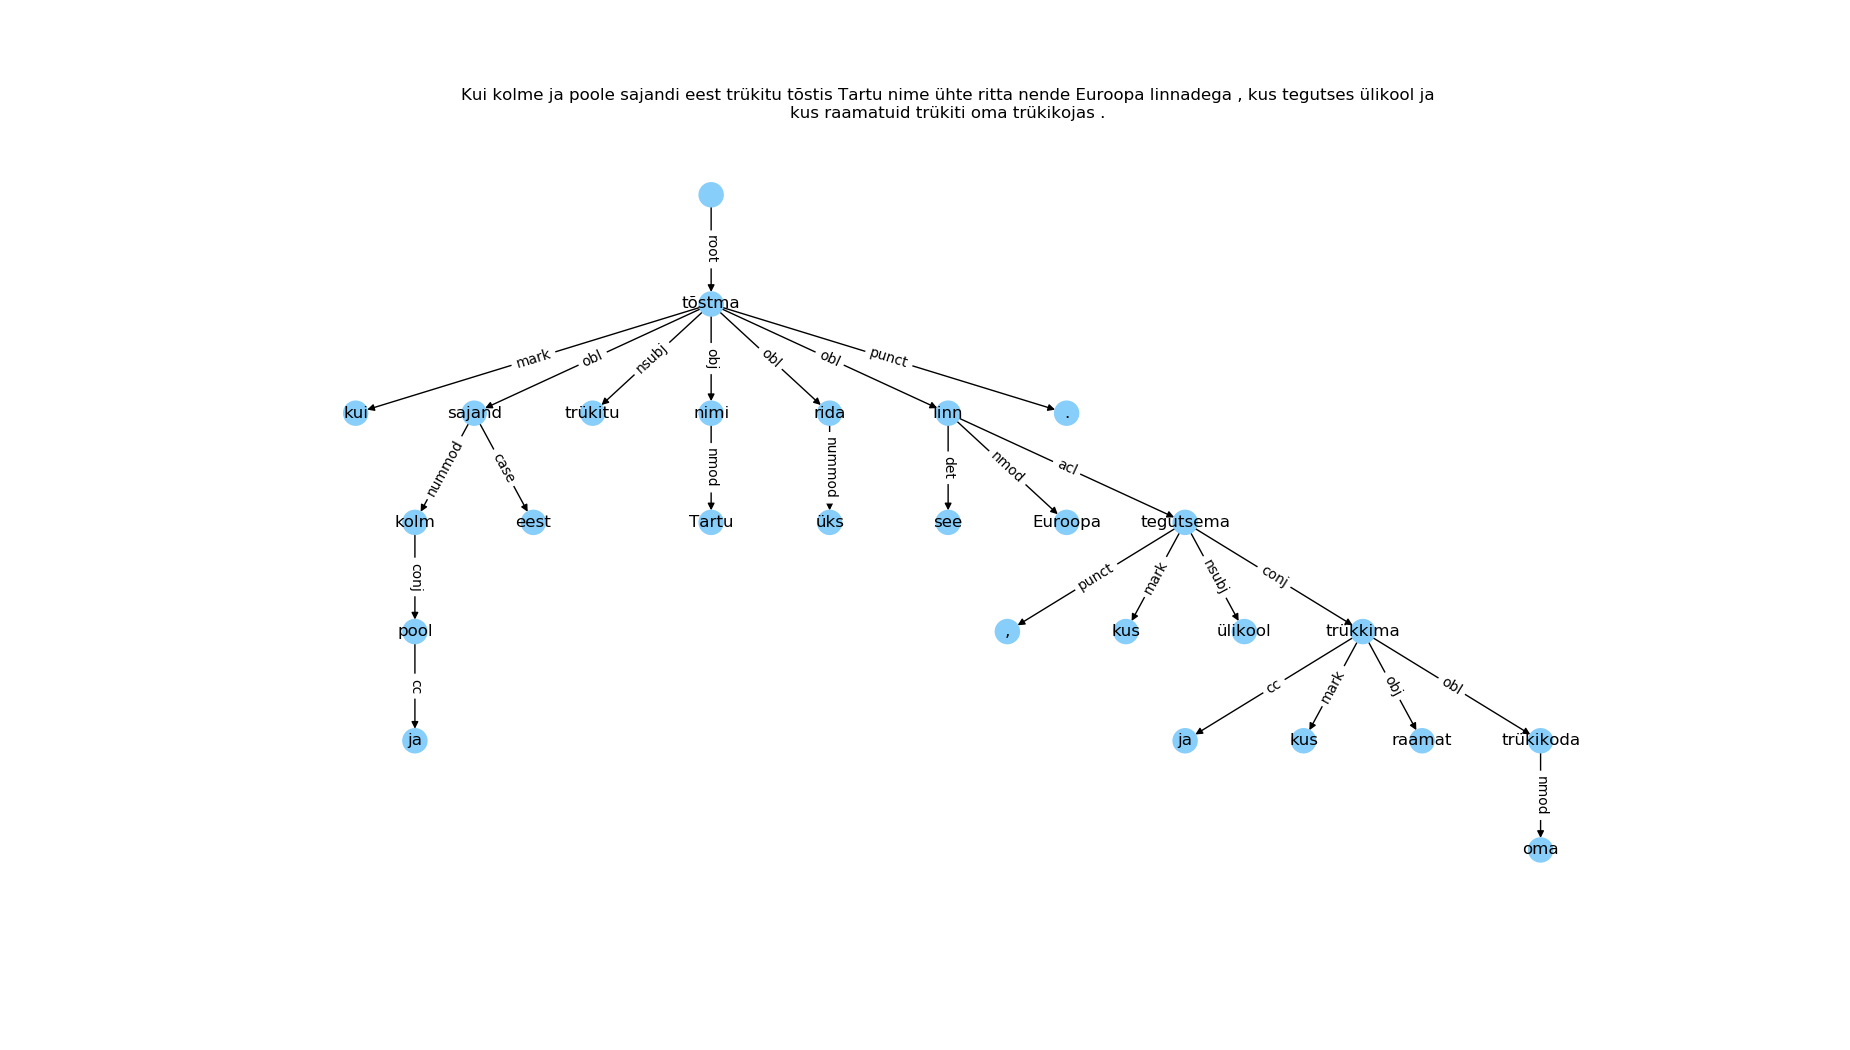 Kui kolme ja poole sajandi eest trükitu tõstis Tartu nime ühte ritta nende Euroopa linnadega , kus tegutses ülikool ja
kus raamatuid trükiti oma trükikojas .
root
tõstma
mark obl nsubj obj obl obl punct
kui sajand trükitu nimi rida linn .
nummod case nmod nummod det nmod acl
kolm eest Tartu üks see Euroopa tegutsema
conj punct mark nsubj conj
pool , kus ülikool trükkima
cc cc mark obj obl
ja ja kus raamat trükikoda
nmod
oma